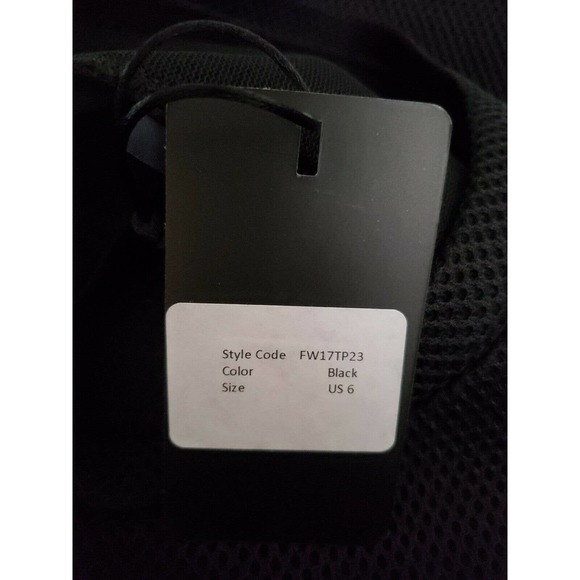 Style Code FW17TP23
Color Black
Size US 6